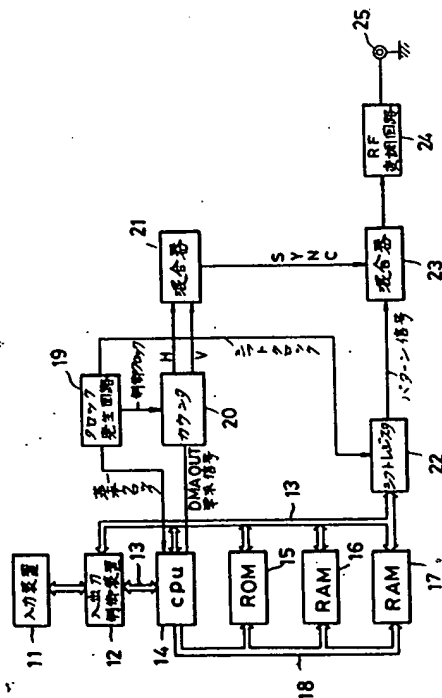 11
入力装置
12
入出力
制御装置
13
14
cpu
15
ROM
16
RAM
17
RAM
18
19
クロック
発生回路
基準
クロック
制御クロック
シフトクロック
20
カウンタ
DMA OUT
要求信号
H
V
21
混合器
SYNC
13
22
シフトレジスタ
パターン信号
23
混合器
24
RF
変調回路
25